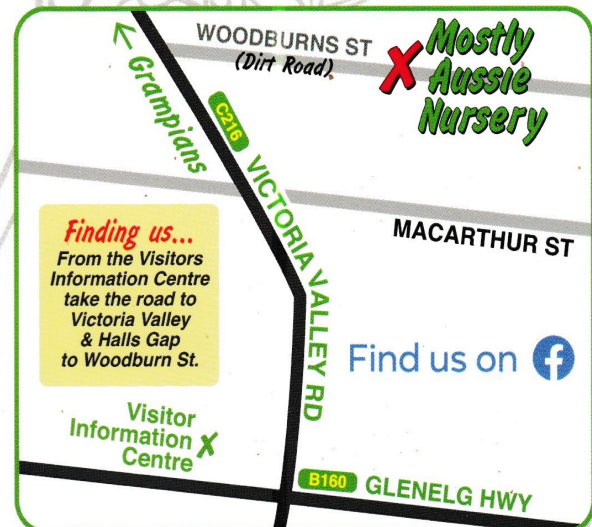 WOODBURNS ST
(Dirt Road)
Mostly
Aussie
Nursery
Grampians
C216
VICTORIA VALLEY RD
MACARTHUR ST
Finding us...
From the Visitors
Information Centre
take the road to
Victoria Valley
& Halls Gap
to Woodburn St.
Find us on
Visitor
Information
Centre
B160
GLENELG HWY